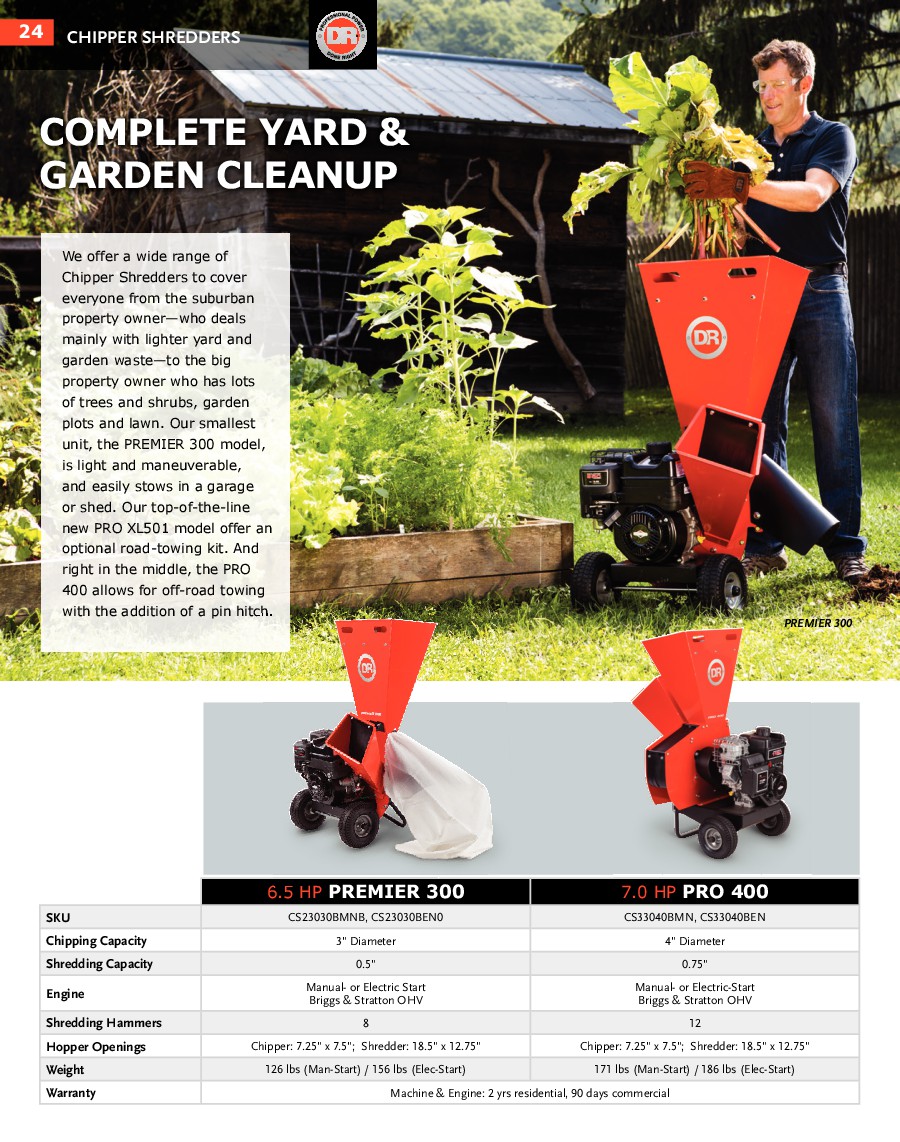 24 CHIPPER SHREDDERS
PROFESSIONAL POWER
DR
DONE RIGHT
COMPLETE YARD &
GARDEN CLEANUP
We offer a wide range of
Chipper Shredders to cover
everyone from the suburban
property owner—who deals
mainly with lighter yard and
garden waste—to the big
property owner who has lots
of trees and shrubs, garden
plots and lawn. Our smallest
unit, the PREMIER 300 model,
is light and maneuverable,
and easily stows in a garage
or shed. Our top-of-the-line
new PRO XL501 model offer an
optional road-towing kit. And
right in the middle, the PRO
400 allows for off-road towing
with the addition of a pin hitch.
DR
PREMIER 300
DR
DR
6.5 HP PREMIER 300 7.0 HP PRO 400
SKU CS23030BMNB, CS23030BEN0 CS33040BMN, CS33040BEN
Chipping Capacity 3" Diameter 4" Diameter
Shredding Capacity 0.5" 0.75"
Engine Manual- or Electric Start Manual- or Electric-Start
Briggs & Stratton OHV Briggs & Stratton OHV
Shredding Hammers 8 12
Hopper Openings Chipper: 7.25" x 7.5"; Shredder: 18.5" x 12.75" Chipper: 7.25" x 7.5"; Shredder: 18.5" x 12.75"
Weight 126 lbs (Man-Start) / 156 lbs (Elec-Start) 171 lbs (Man-Start) / 186 lbs (Elec-Start)
Warranty Machine & Engine: 2 yrs residential, 90 days commercial